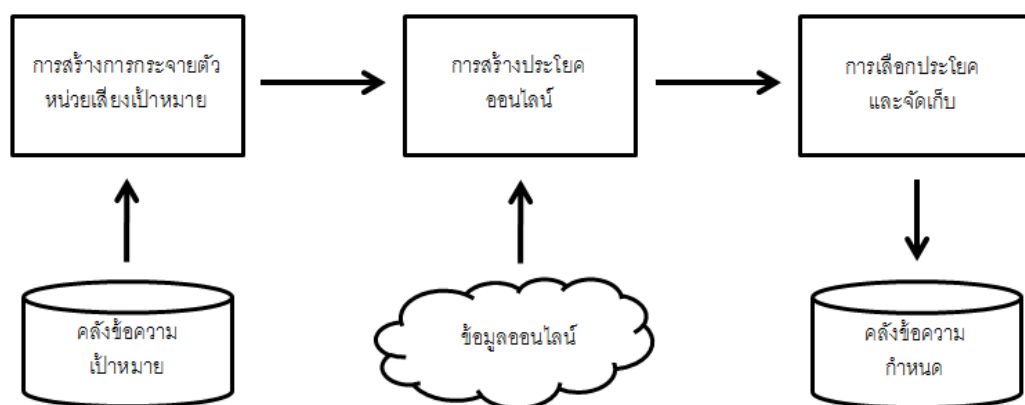 การสร้างการกระจายตัว
หน่วยเสียงเป้าหมาย
การสร้างประโยค
ออนไลน์
การเลือกประโยค
และจัดเก็บ
คลังข้อความ
เป้าหมาย
ข้อมูลออนไลน์
คลังข้อความ
กำหนด